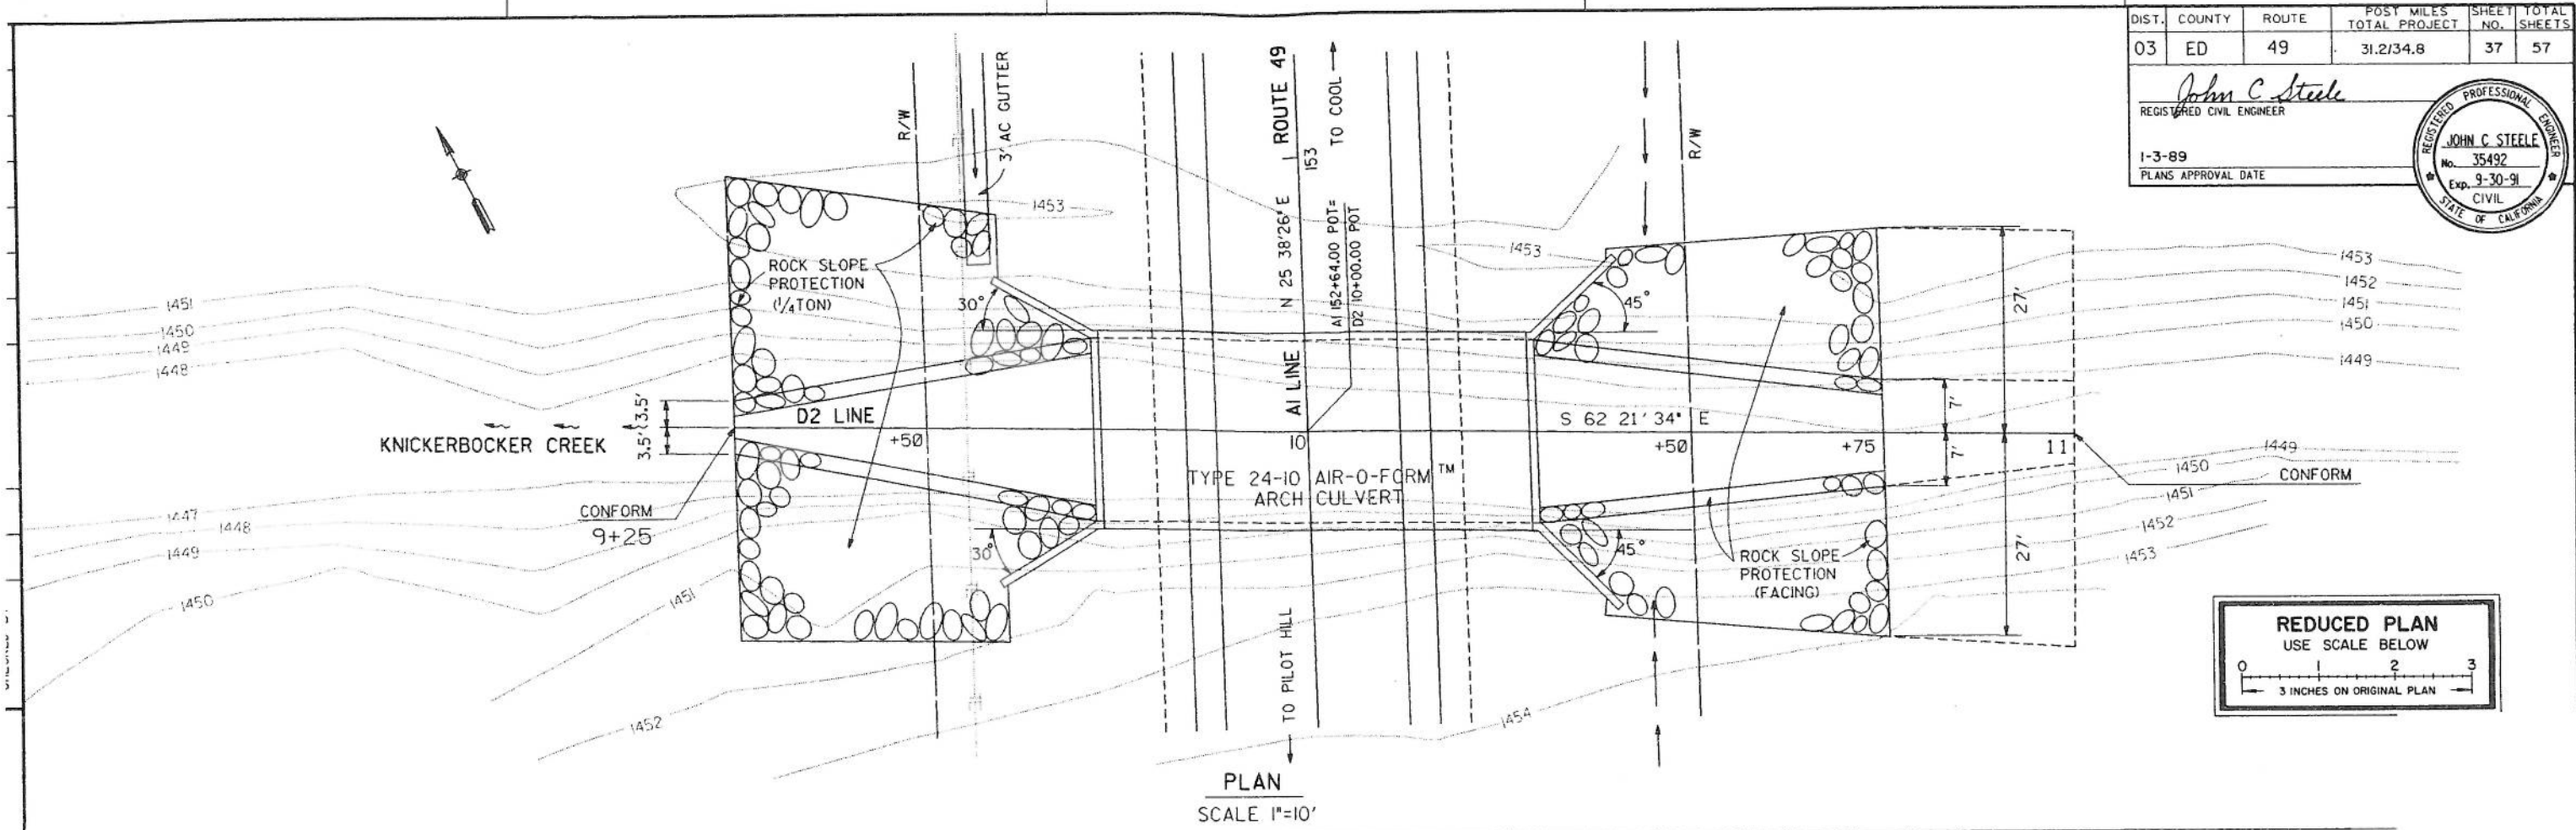 DIST. COUNTY ROUTE POST MILES TOTAL PROJECT SHEET NO. TOTAL SHEETS
03 ED 49 31.2/34.8 37 57
John C Steele
REGISTERED CIVIL ENGINEER
1-3-89
PLANS APPROVAL DATE
REGISTERED PROFESSIONAL ENGINEER
JOHN C STEELE
No. 35492
Exp. 9-30-91
CIVIL
STATE OF CALIFORNIA
R/W
3' AC GUTTER
ROUTE 49
153
TO COOL
N 25 38'26" E
A1 152+64.00 POT=
D2 10+00.00 POT
A1 LINE
R/W
1453
1453
1453
1452
1451
1450
1449
ROCK SLOPE
PROTECTION
(1/4 TON)
30°
45°
27'
1451
1450
1449
1448
3.5'
3.5'
D2 LINE
+50
10
S 62 21'34" E
+50
+75
11
7'
7'
KNICKERBOCKER CREEK
TYPE 24-10 AIR-O-FORM™
ARCH CULVERT
1449
1450
1451
1452
1453
CONFORM
CONFORM
9+25
1447
1448
1449
1450
1451
1452
30°
45°
ROCK SLOPE
PROTECTION
(FACING)
27'
TO PILOT HILL
1454
REDUCED PLAN
USE SCALE BELOW
0 1 2 3
3 INCHES ON ORIGINAL PLAN
PLAN
SCALE 1"=10'